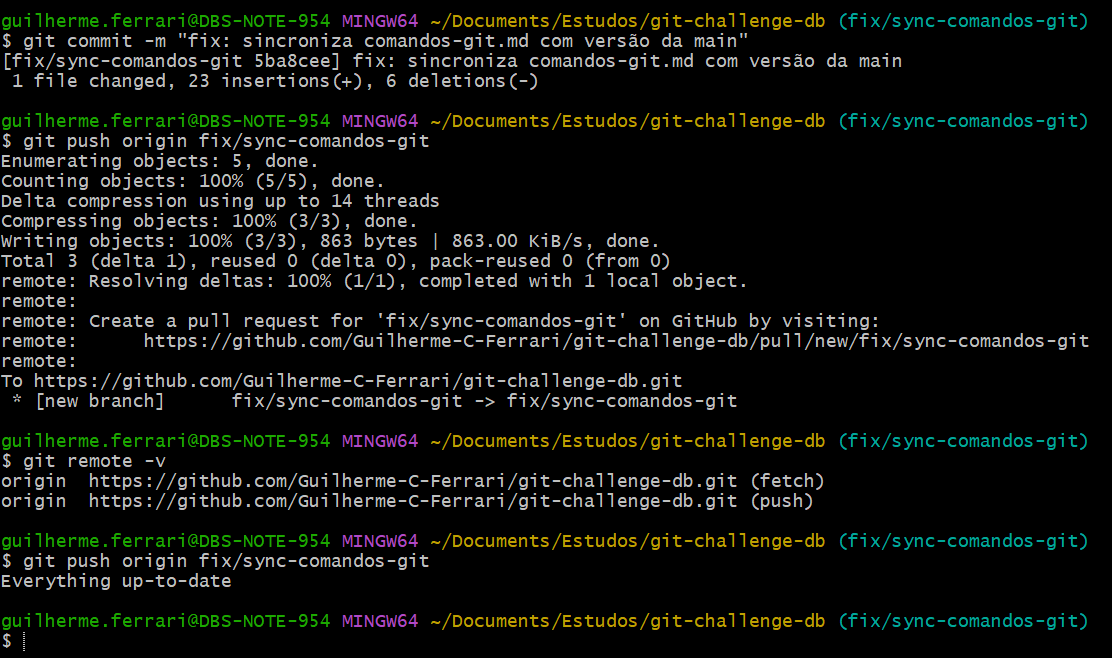 guilherme.ferrari@DBS-NOTE-954 MINGW64 ~/Documents/Estudos/git-challenge-db (fix/sync-comandos-git)
$ git commit -m "fix: sincroniza comandos-git.md com versão da main"
[fix/sync-comandos-git 5ba8cee] fix: sincroniza comandos-git.md com versão da main
 1 file changed, 23 insertions(+), 6 deletions(-)

guilherme.ferrari@DBS-NOTE-954 MINGW64 ~/Documents/Estudos/git-challenge-db (fix/sync-comandos-git)
$ git push origin fix/sync-comandos-git
Enumerating objects: 5, done.
Counting objects: 100% (5/5), done.
Delta compression using up to 14 threads
Compressing objects: 100% (3/3), done.
Writing objects: 100% (3/3), 863 bytes | 863.00 KiB/s, done.
Total 3 (delta 1), reused 0 (delta 0), pack-reused 0 (from 0)
remote: Resolving deltas: 100% (1/1), completed with 1 local object.
remote:
remote: Create a pull request for 'fix/sync-comandos-git' on GitHub by visiting:
remote:      https://github.com/Guilherme-C-Ferrari/git-challenge-db/pull/new/fix/sync-comandos-git
remote:
To https://github.com/Guilherme-C-Ferrari/git-challenge-db.git
 * [new branch]      fix/sync-comandos-git -> fix/sync-comandos-git

guilherme.ferrari@DBS-NOTE-954 MINGW64 ~/Documents/Estudos/git-challenge-db (fix/sync-comandos-git)
$ git remote -v
origin  https://github.com/Guilherme-C-Ferrari/git-challenge-db.git (fetch)
origin  https://github.com/Guilherme-C-Ferrari/git-challenge-db.git (push)

guilherme.ferrari@DBS-NOTE-954 MINGW64 ~/Documents/Estudos/git-challenge-db (fix/sync-comandos-git)
$ git push origin fix/sync-comandos-git
Everything up-to-date

guilherme.ferrari@DBS-NOTE-954 MINGW64 ~/Documents/Estudos/git-challenge-db (fix/sync-comandos-git)
$